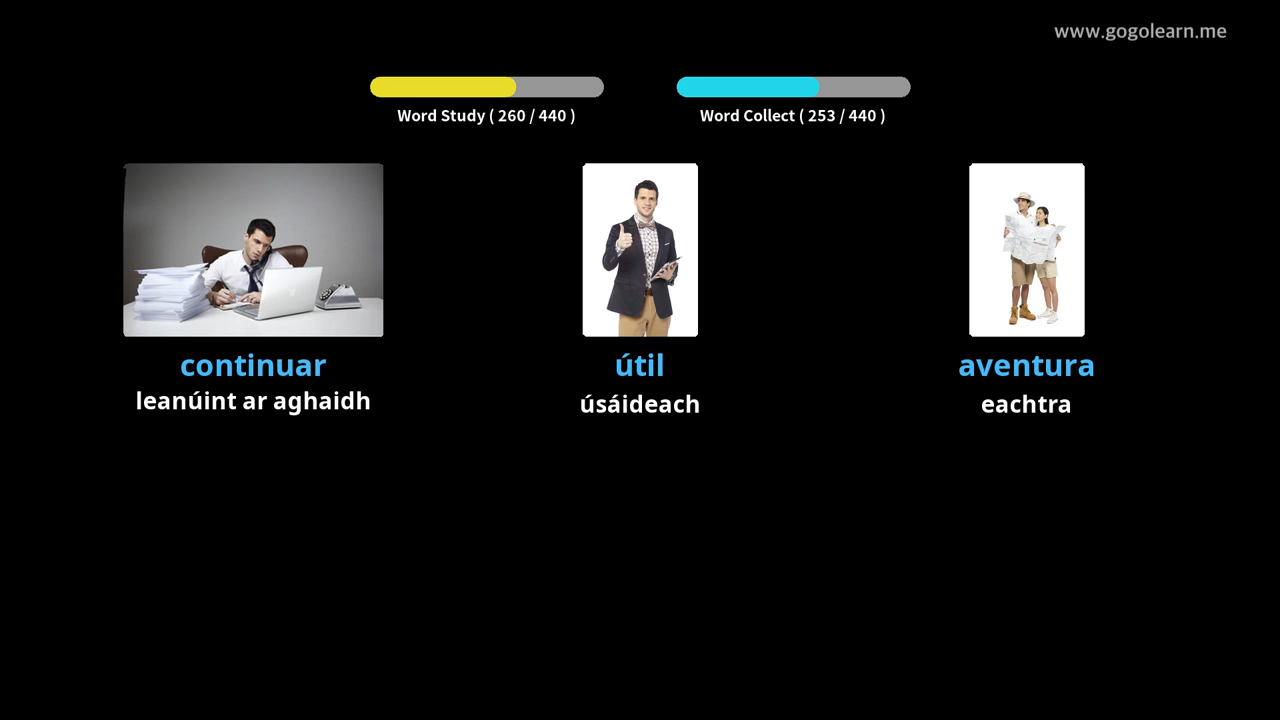 www.gogolearn.me
Word Study ( 260 / 440 )
Word Collect ( 253 / 440 )
continuar
leanúint ar aghaidh
útil
úsáideach
aventura
eachtra